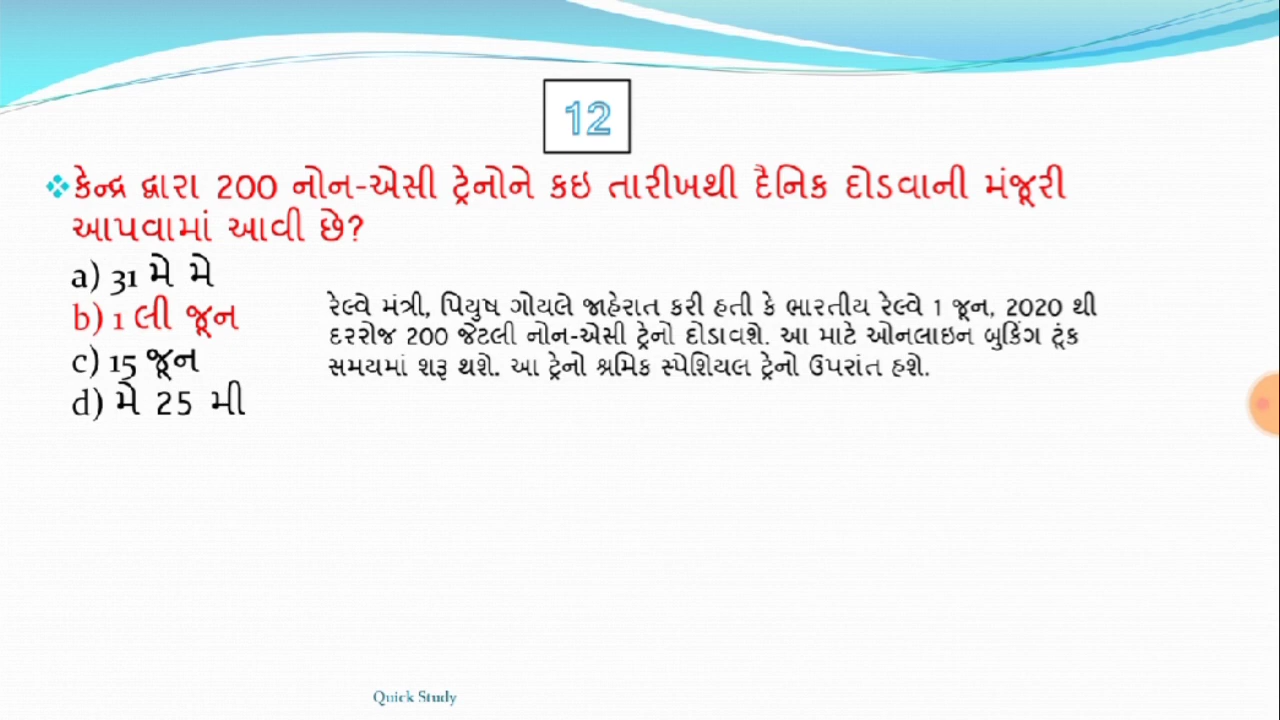 12
કેન્દ્ર દ્વારા 200 નોન-એસી ટ્રેનોને કઇ તારીખથી દૈનિક દોડવાની મંજૂરી
આપવામાં આવી છે?
a) 31 મે મે
b) 1 લી જૂન
રેલ્વે મંત્રી, પિયુષ ગોયલે જાહેરાત કરી હતી કે ભારતીય રેલ્વે 1 જૂન, 2020 થી
દરરોજ 200 જેટલી નોન-એસી ટ્રેનો દોડાવશે. આ માટે ઓનલાઇન બુકિંગ ટૂંક
સમયમાં શરૂ થશે. આ ટ્રેનો શ્રમિક સ્પેશિયલ ટ્રેનો ઉપરાંત હશે.
c) 15 જૂન
d) મે 25 મી
Quick Study